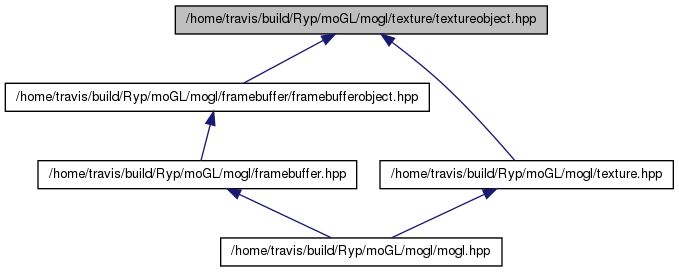 /home/travis/build/Ryp/moGL/mogl/texture/textureobject.hpp
/home/travis/build/Ryp/moGL/mogl/framebuffer/framebufferobject.hpp
/home/travis/build/Ryp/moGL/mogl/framebuffer.hpp
/home/travis/build/Ryp/moGL/mogl/texture.hpp
/home/travis/build/Ryp/moGL/mogl/mogl.hpp